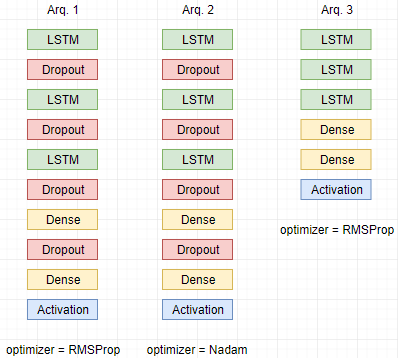 Arq. 1
LSTM
Dropout
LSTM
Dropout
LSTM
Dropout
Dense
Dropout
Dense
Activation
optimizer = RMSProp
Arq. 2
LSTM
Dropout
LSTM
Dropout
LSTM
Dropout
Dense
Dropout
Dense
Activation
optimizer = Nadam
Arq. 3
LSTM
LSTM
LSTM
Dense
Dense
Activation
optimizer = RMSProp